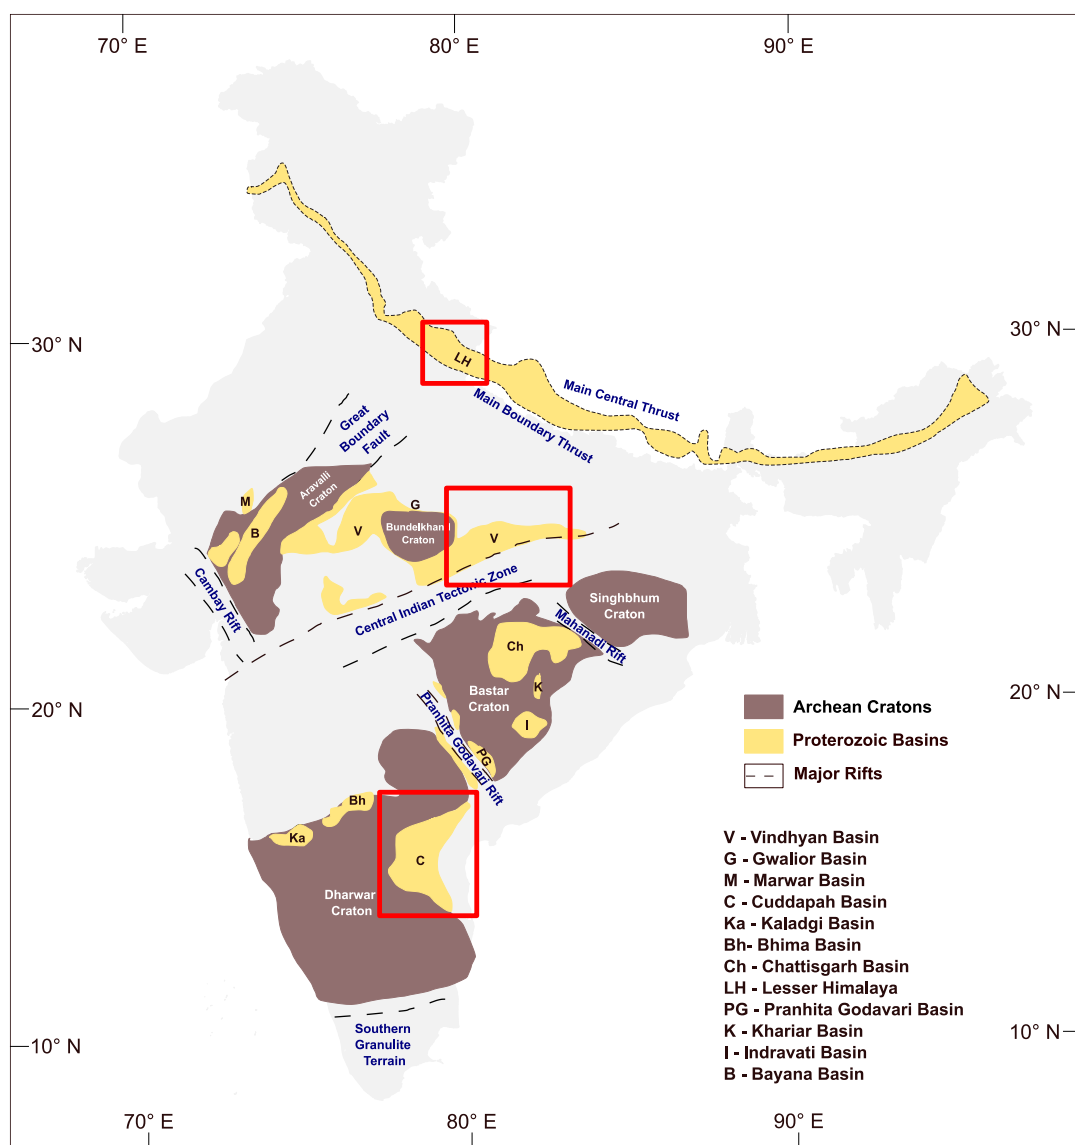 70° E
80° E
90° E
30° N
30° N
LH
Main Central Thrust
Main Boundary Thrust
Great
Boundary
Fault
Aravalli
Craton
M
B
V
G
Bundelkhand
Craton
V
Cambay Rift
Central Indian Tectonic Zone
Singhbhum
Craton
Mahanadi Rift
Ch
K
Bastar
Craton
I
20° N
20° N
Pranhita Godavari Rift
PG
Archean Cratons
Proterozoic Basins
Major Rifts
Bh
Ka
C
Dharwar
Craton
V - Vindhyan Basin
G - Gwalior Basin
M - Marwar Basin
C - Cuddapah Basin
Ka - Kaladgi Basin
Bh- Bhima Basin
Ch - Chattisgarh Basin
LH - Lesser Himalaya
PG - Pranhita Godavari Basin
K - Khariar Basin
I - Indravati Basin
B - Bayana Basin
Southern
Granulite
Terrain
10° N
10° N
70° E
80° E
90° E